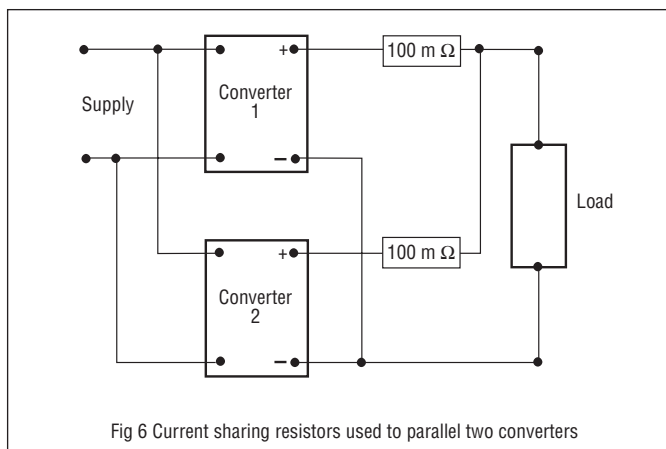 +
100 m Ω
Converter
1
Supply
−
Load
+
100 m Ω
Converter
2
−
Fig 6 Current sharing resistors used to parallel two converters